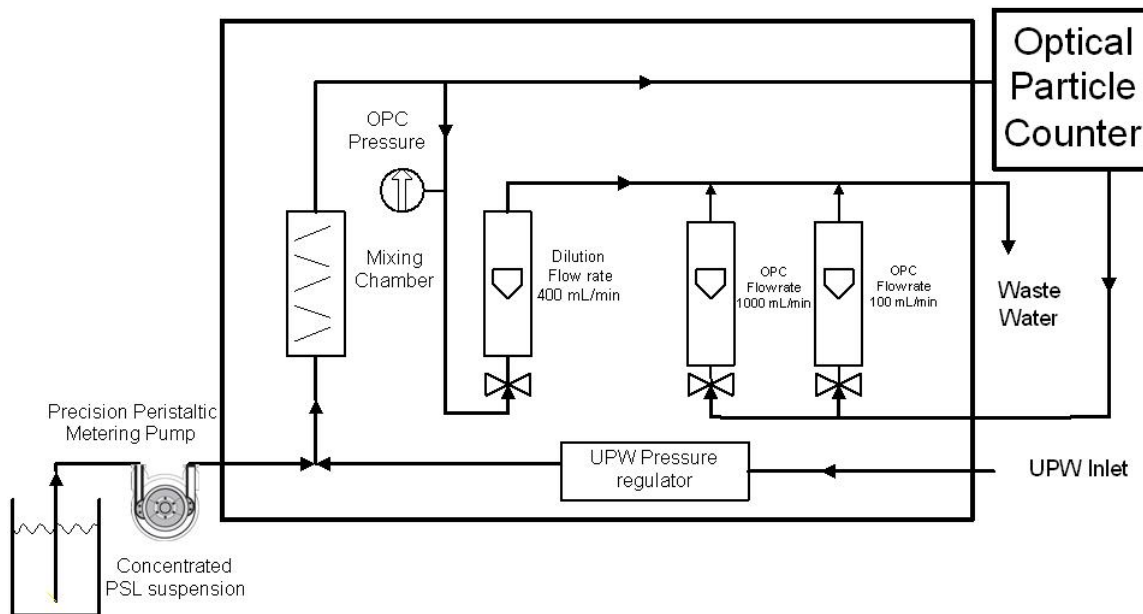 Optical
Particle
Counter
OPC
Pressure
Mixing
Chamber
Dilution
Flow rate
400 mL/min
OPC
Flowrate
1000 mL/min
OPC
Flowrate
100 mL/min
Waste
Water
Precision Peristaltic
Metering Pump
UPW Pressure
regulator
UPW Inlet
Concentrated
PSL suspension